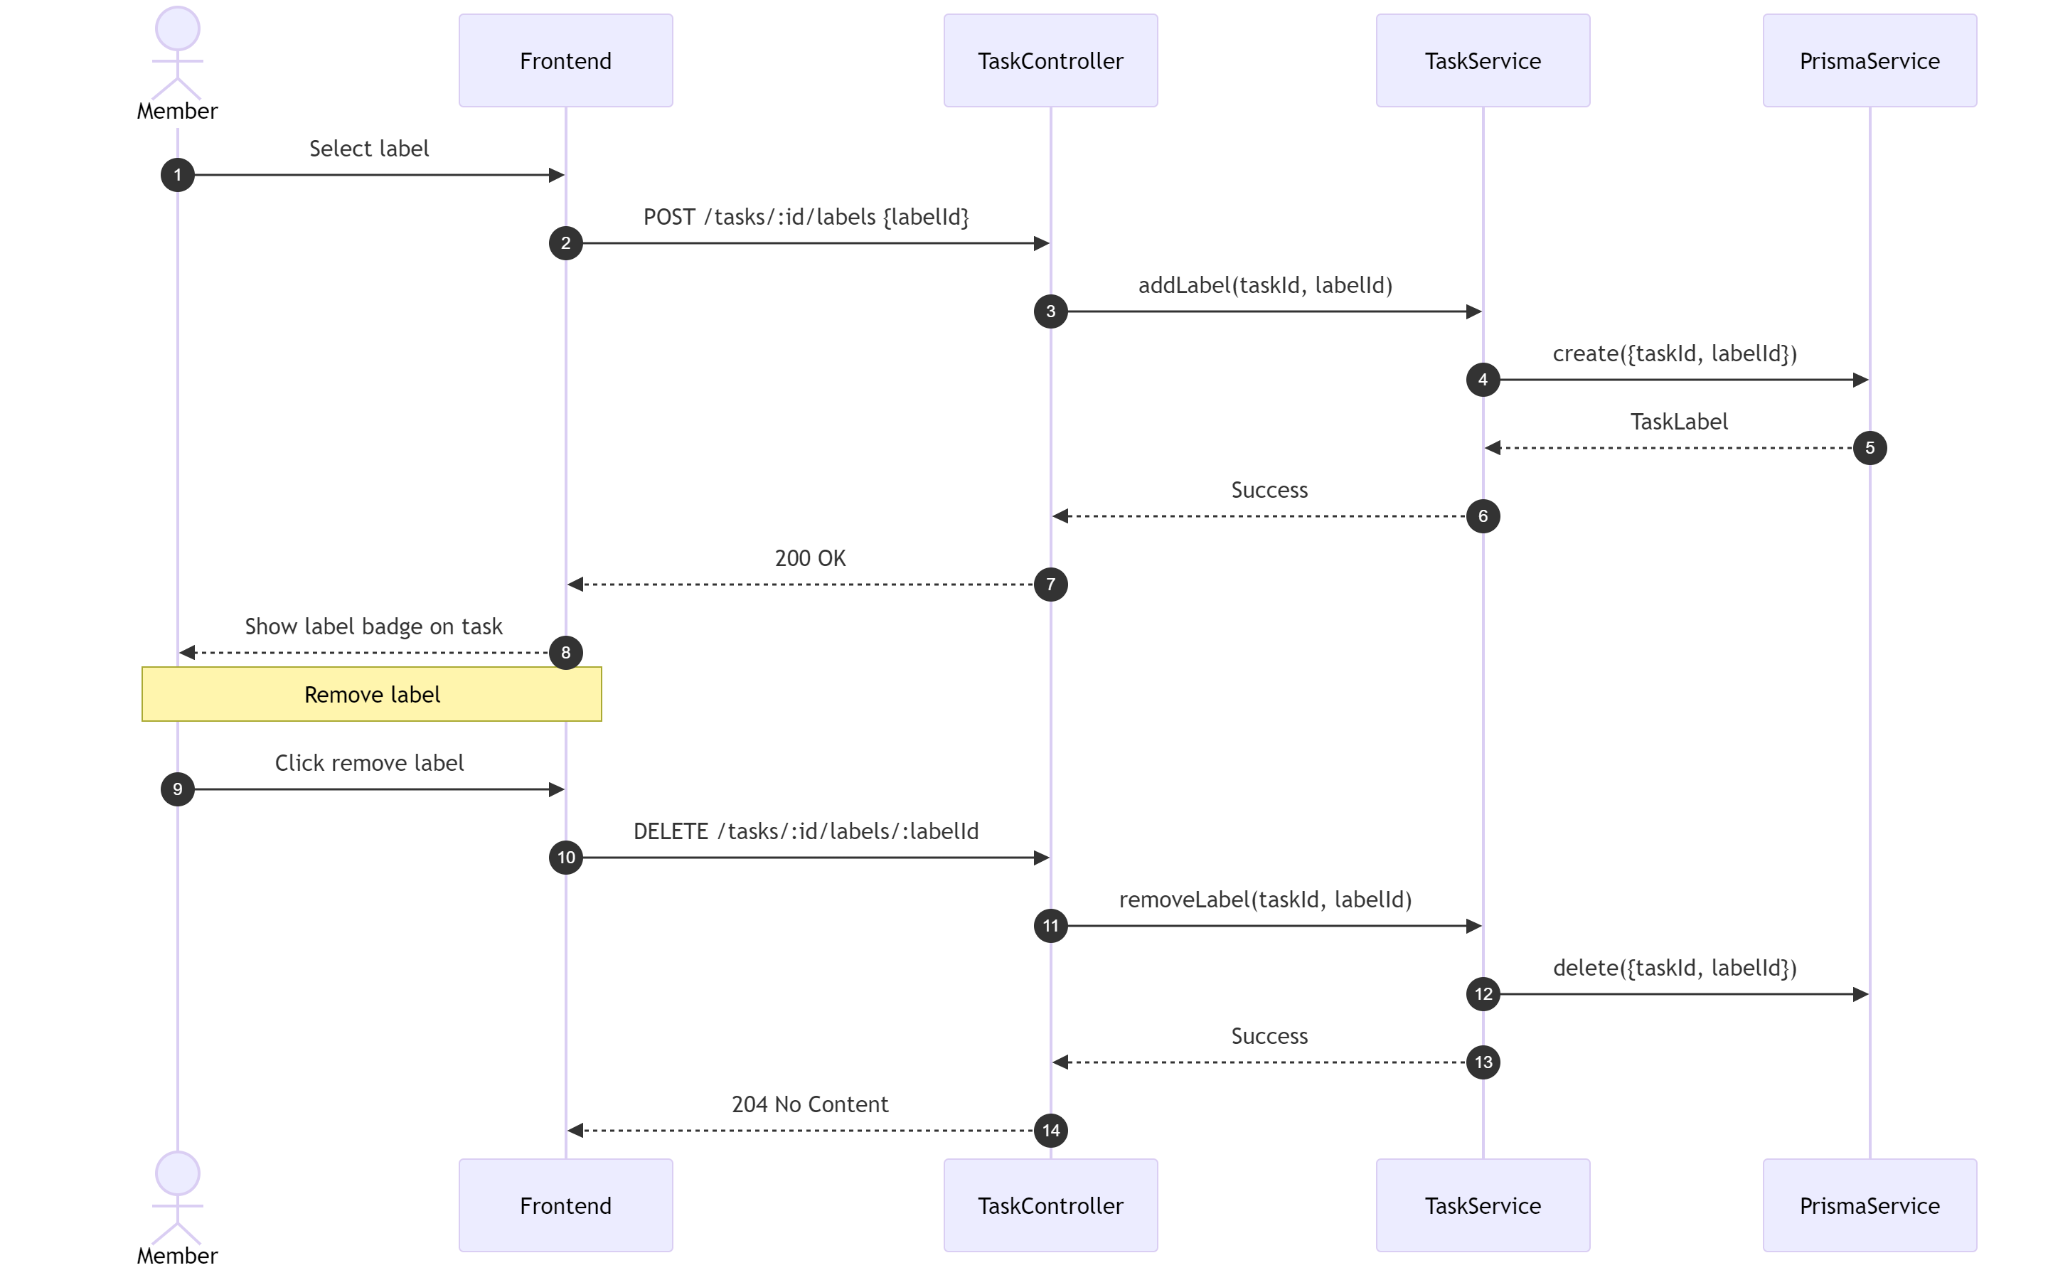 Member
Frontend
TaskController
TaskService
PrismaService
Select label
1
POST /tasks/:id/labels {labelId}
2
addLabel(taskId, labelId)
3
create({taskId, labelId})
4
TaskLabel
5
Success
6
200 OK
7
Show label badge on task
8
Remove label
Click remove label
9
DELETE /tasks/:id/labels/:labelId
10
removeLabel(taskId, labelId)
11
delete({taskId, labelId})
12
Success
13
204 No Content
14
Member
Frontend
TaskController
TaskService
PrismaService